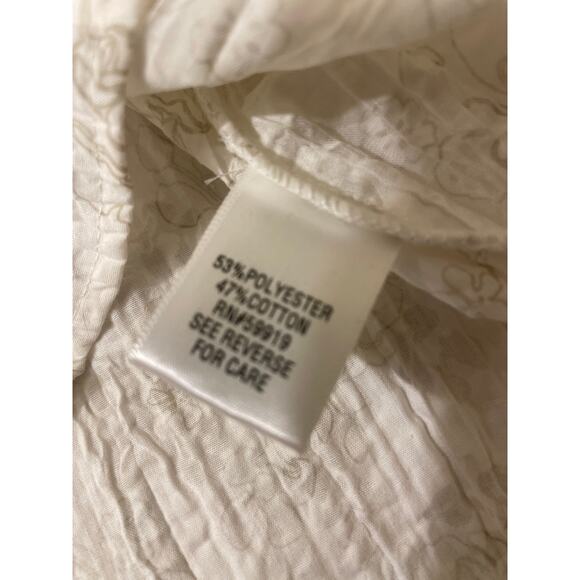 53%POLYESTER
47%COTTON
RN#59919
SEE REVERSE
FOR CARE